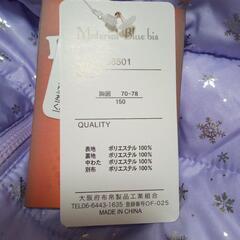 Material Blue bis
6501
胸囲 70-78
150
QUALITY
表地 ポリエステル 100%
裏地 ポリエステル 100%
中わた ポリエステル 100%
別布 ポリエステル 100%
大阪府布帛製品工業組合
TEL06-6443-1635 登録番号OF-025
MADE IN CHINA